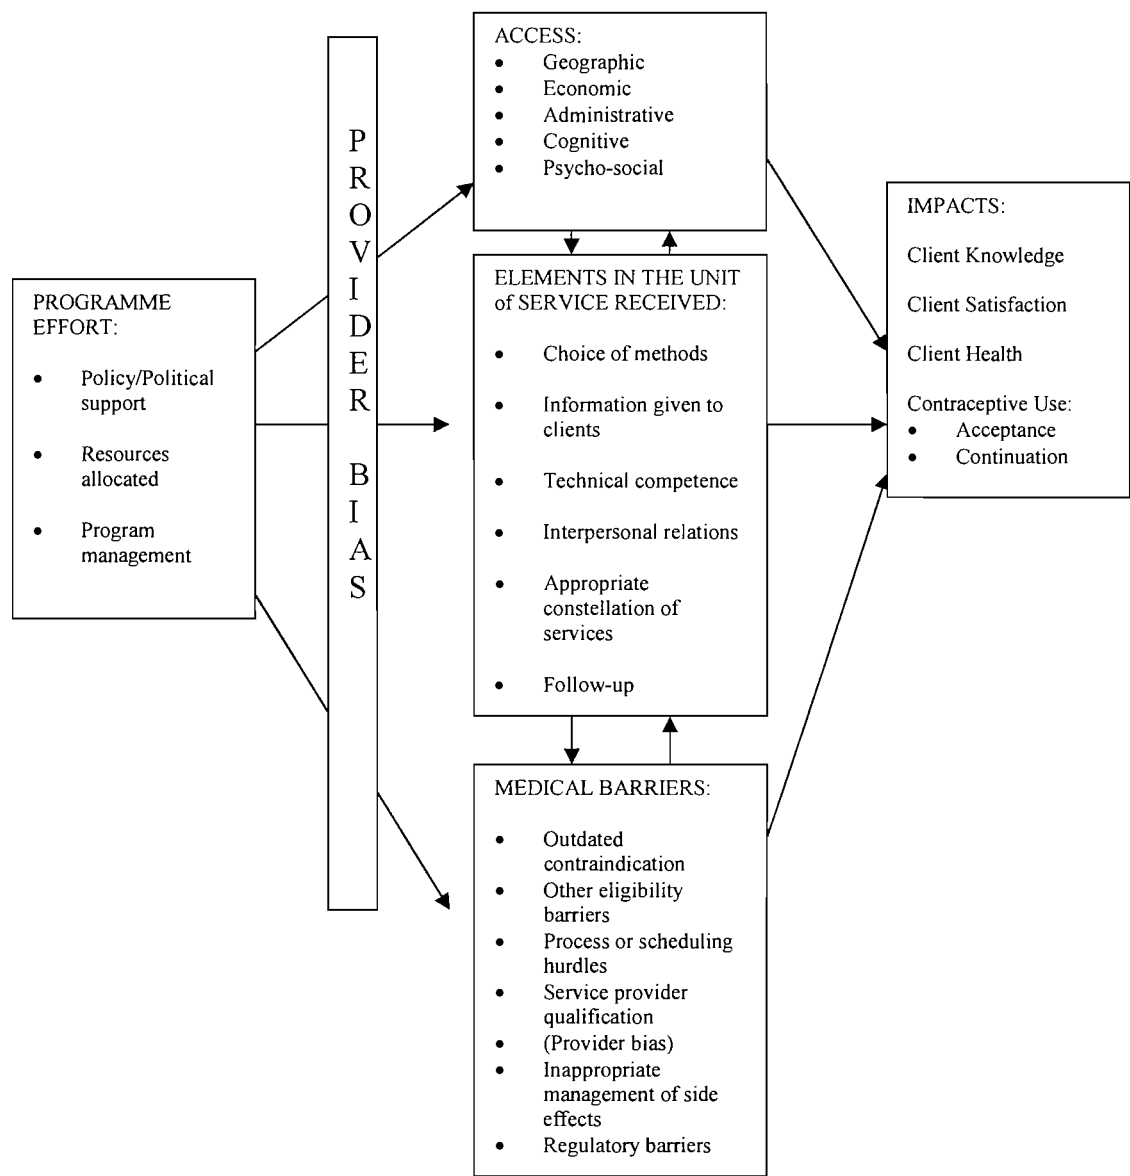 PROGRAMME
EFFORT:
• Policy/Political
support
• Resources
allocated
• Program
management
PROVIDER BIAS
ACCESS:
• Geographic
• Economic
• Administrative
• Cognitive
• Psycho-social
ELEMENTS IN THE UNIT
of SERVICE RECEIVED:
• Choice of methods
• Information given to
clients
• Technical competence
• Interpersonal relations
• Appropriate
constellation of
services
• Follow-up
MEDICAL BARRIERS:
• Outdated
contraindication
• Other eligibility
barriers
• Process or scheduling
hurdles
• Service provider
qualification
• (Provider bias)
• Inappropriate
management of side
effects
• Regulatory barriers
IMPACTS:
Client Knowledge
Client Satisfaction
Client Health
Contraceptive Use:
• Acceptance
• Continuation